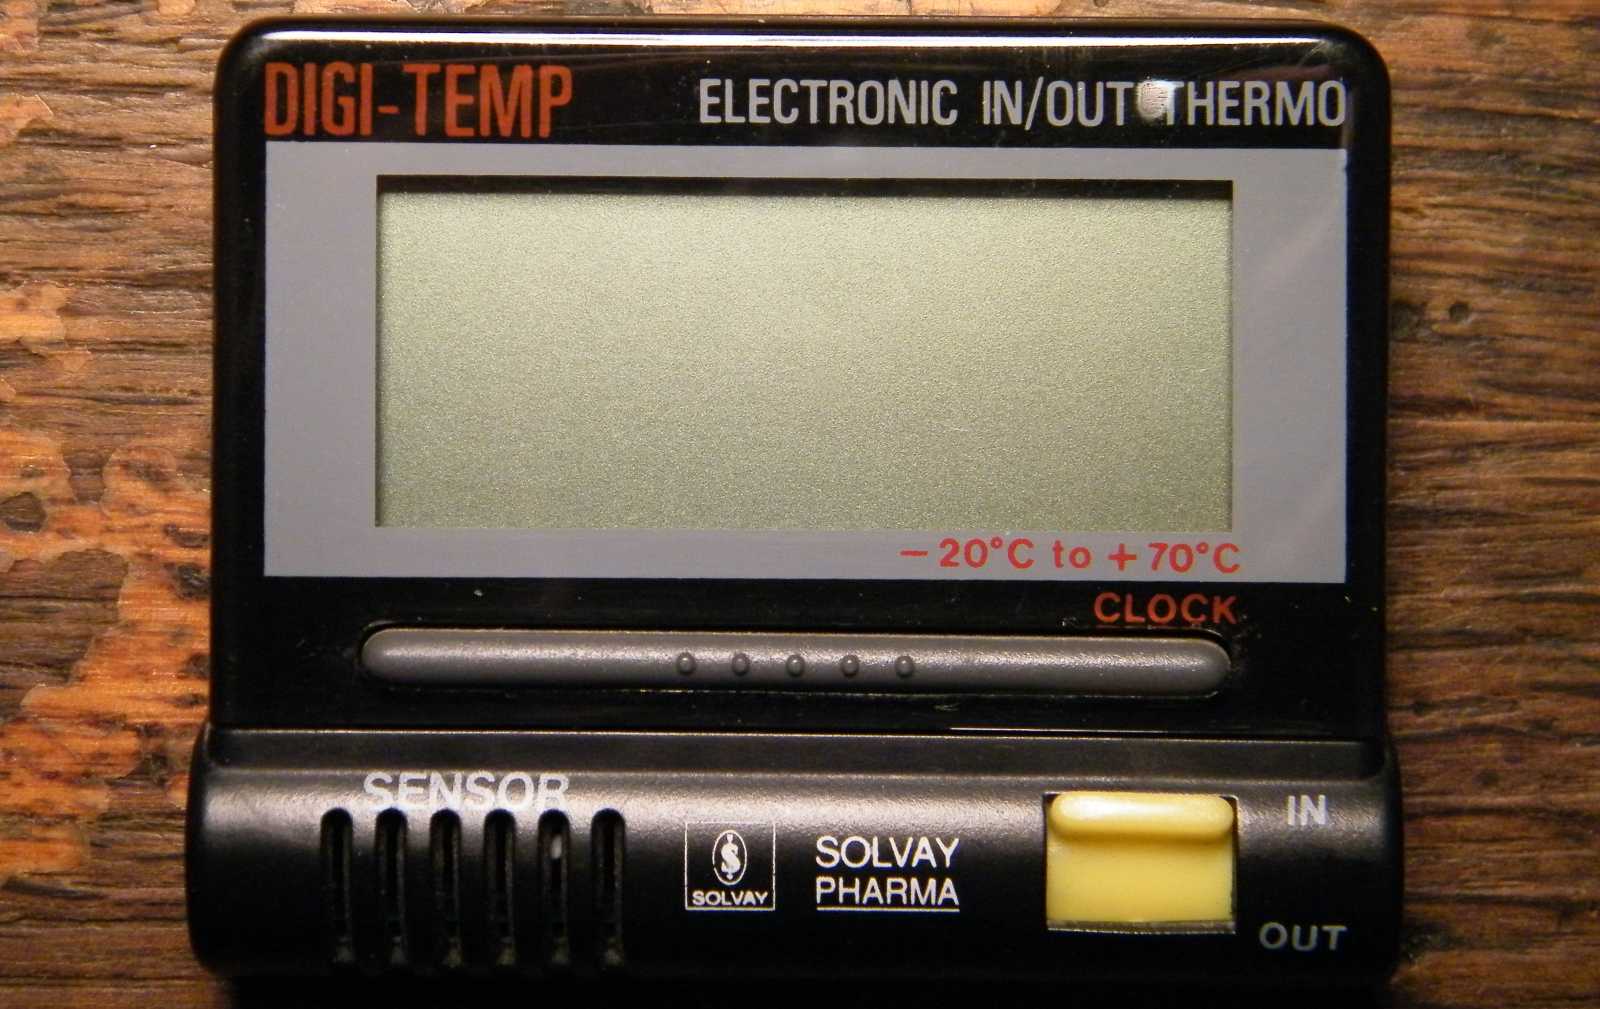 DIGI-TEMP ELECTRONIC IN/OUT THERMO
−20°C to +70°C
CLOCK
SENSOR
SOLVAY
SOLVAY
PHARMA
IN
OUT